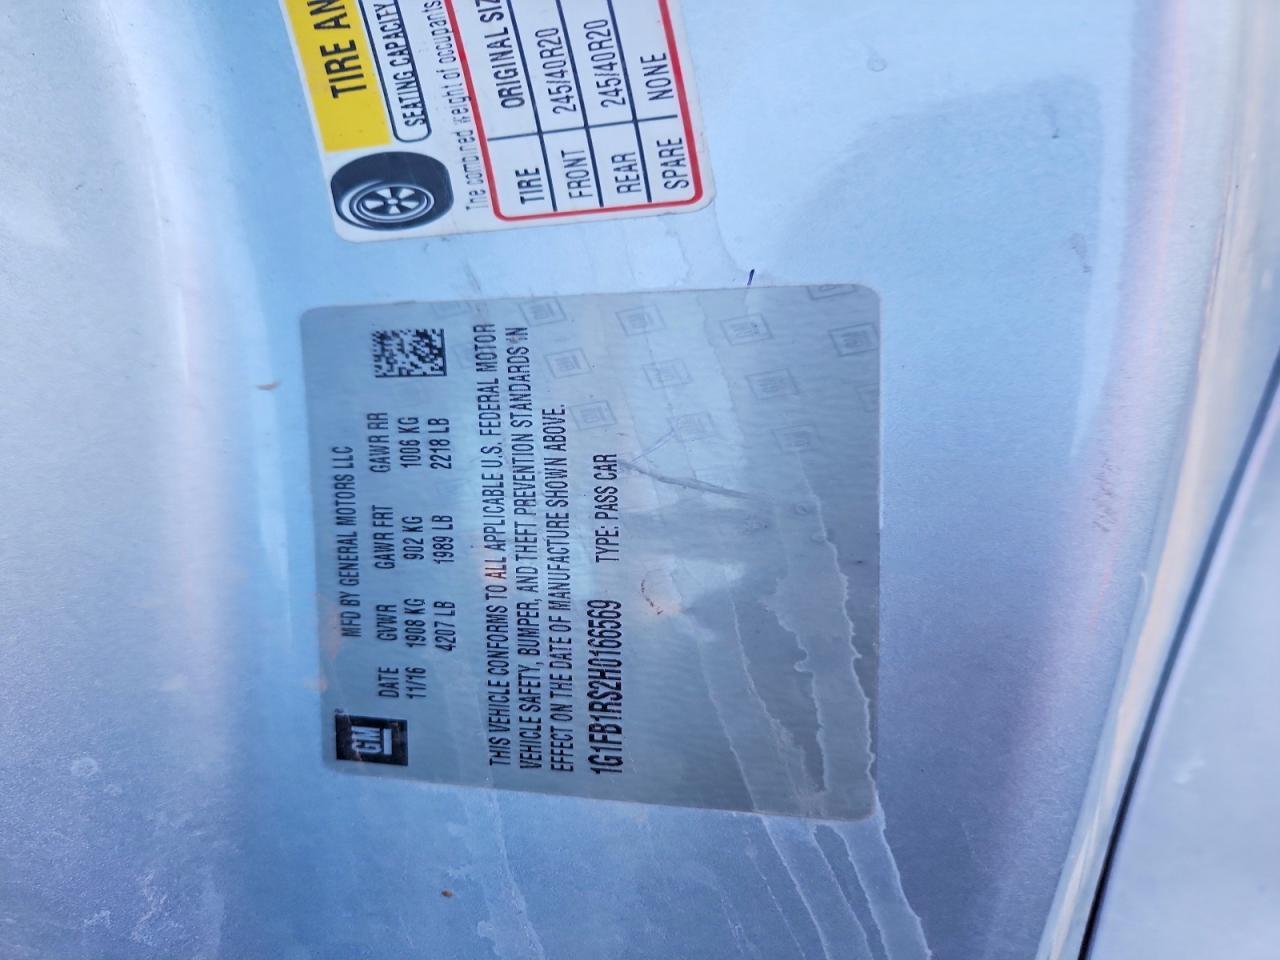 TIRE AN
SEATING CAPACITY
The combined weight of occupants
TIRE ORIGINAL SIZ
FRONT 245/40R20
REAR 245/40R20
SPARE NONE
GM
MFD BY GENERAL MOTORS LLC
DATE GVWR GAWR FRT GAWR RR
11/16 1908 KG 902 KG 1006 KG
4207 LB 1989 LB 2218 LB
THIS VEHICLE CONFORMS TO ALL APPLICABLE U.S. FEDERAL MOTOR
VEHICLE SAFETY, BUMPER, AND THEFT PREVENTION STANDARDS IN
EFFECT ON THE DATE OF MANUFACTURE SHOWN ABOVE.
1G1FB1RS2H0166569 TYPE: PASS CAR